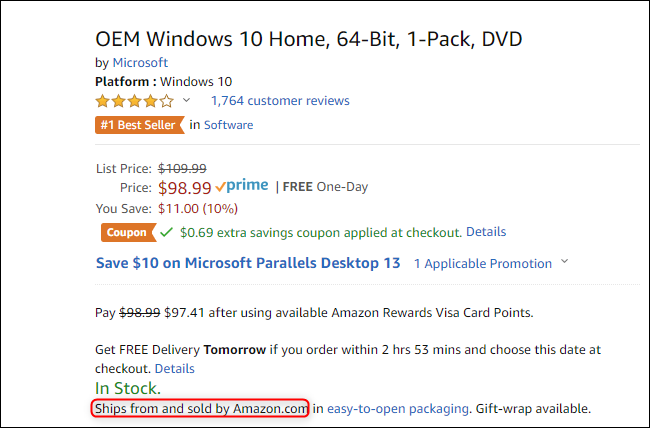 OEM Windows 10 Home, 64-Bit, 1-Pack, DVD
by Microsoft
Platform : Windows 10
1,764 customer reviews
#1 Best Seller in Software
List Price: $109.99
Price: $98.99 prime | FREE One-Day
You Save: $11.00 (10%)
Coupon $0.69 extra savings coupon applied at checkout. Details
Save $10 on Microsoft Parallels Desktop 13 1 Applicable Promotion
Pay $98.99 $97.41 after using available Amazon Rewards Visa Card Points.
Get FREE Delivery Tomorrow if you order within 2 hrs 53 mins and choose this date at
checkout. Details
In Stock.
Ships from and sold by Amazon.com in easy-to-open packaging. Gift-wrap available.